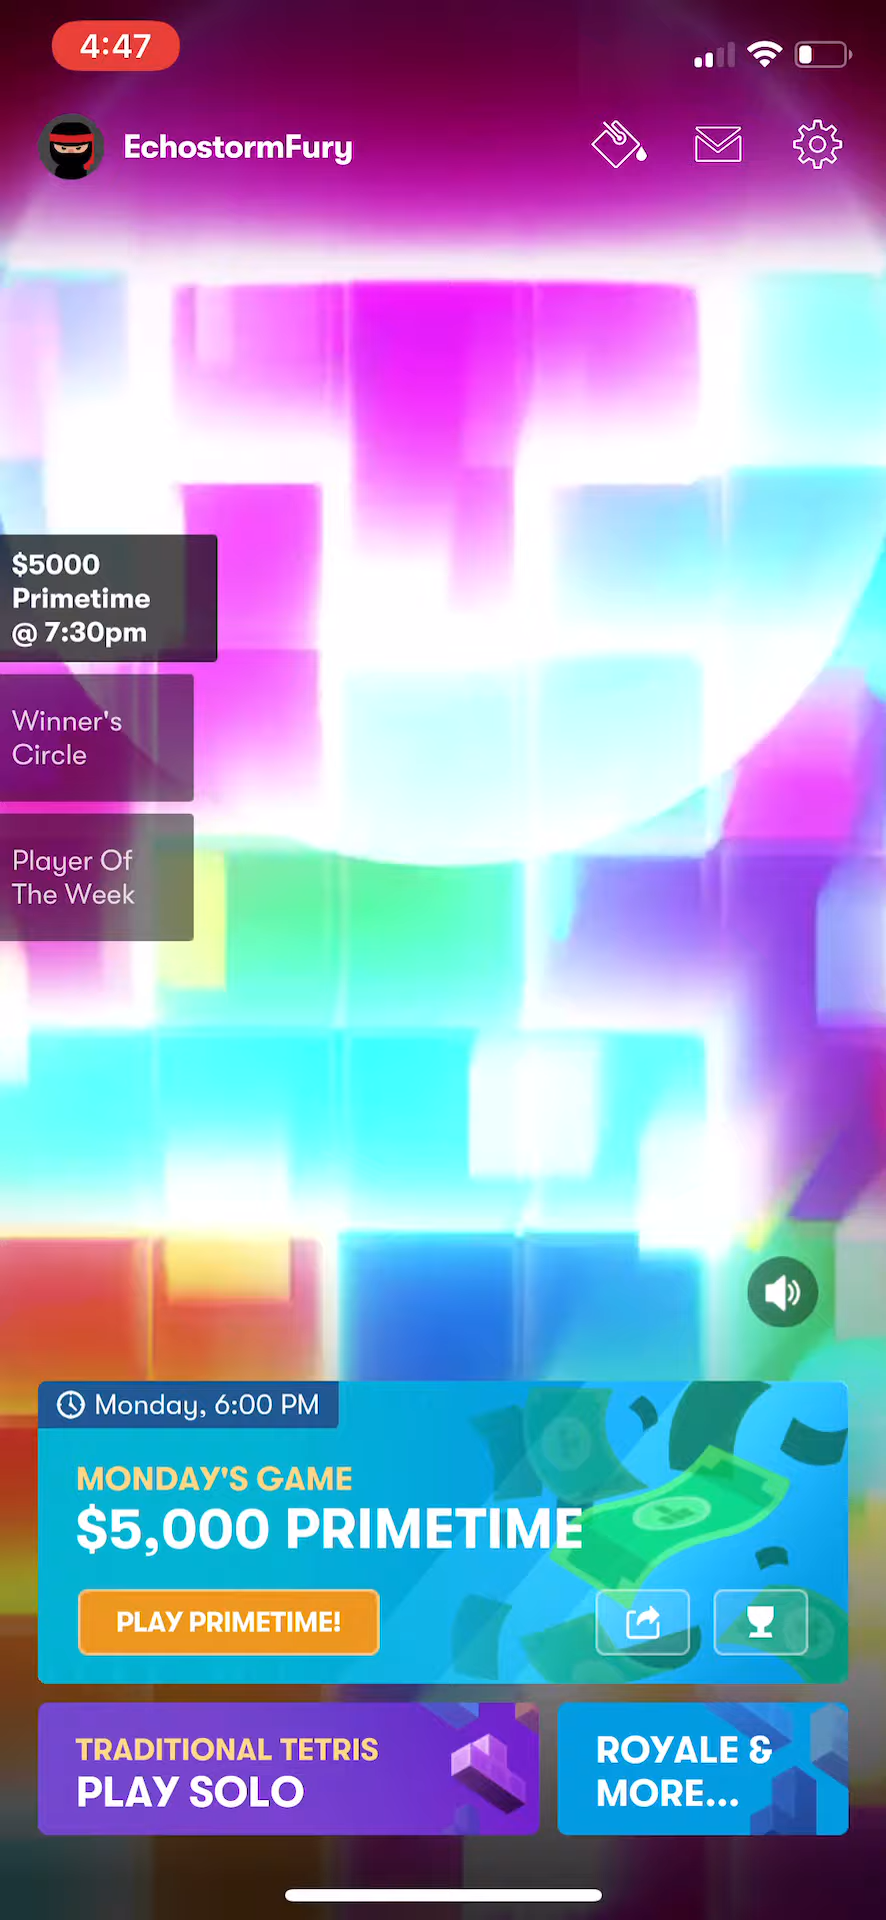 4:47
EchostormFury
$5000
Primetime
@ 7:30pm
Winner's
Circle
Player Of
The Week
Monday, 6:00 PM
MONDAY'S GAME
$5,000 PRIMETIME
PLAY PRIMETIME!
TRADITIONAL TETRIS
PLAY SOLO
ROYALE &
MORE...